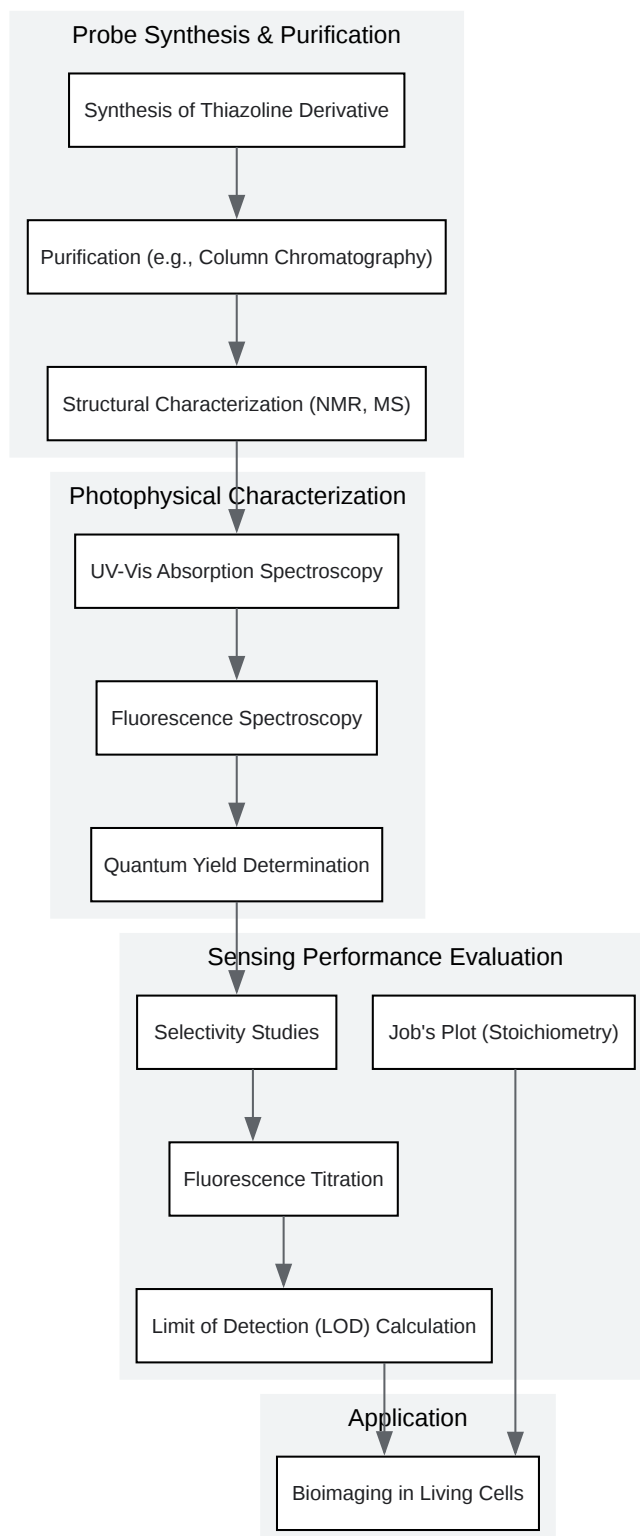 Probe Synthesis & Purification
Synthesis of Thiazoline Derivative
Purification (e.g., Column Chromatography)
Structural Characterization (NMR, MS)
Photophysical Characterization
UV-Vis Absorption Spectroscopy
Fluorescence Spectroscopy
Quantum Yield Determination
Sensing Performance Evaluation
Selectivity Studies
Job's Plot (Stoichiometry)
Fluorescence Titration
Limit of Detection (LOD) Calculation
Application
Bioimaging in Living Cells